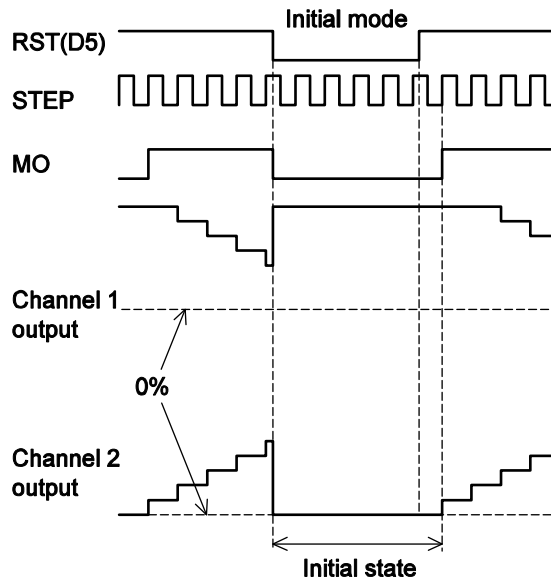 Initial mode
RST(D5)
STEP
MO
Channel 1
output
0%
Channel 2
output
Initial state